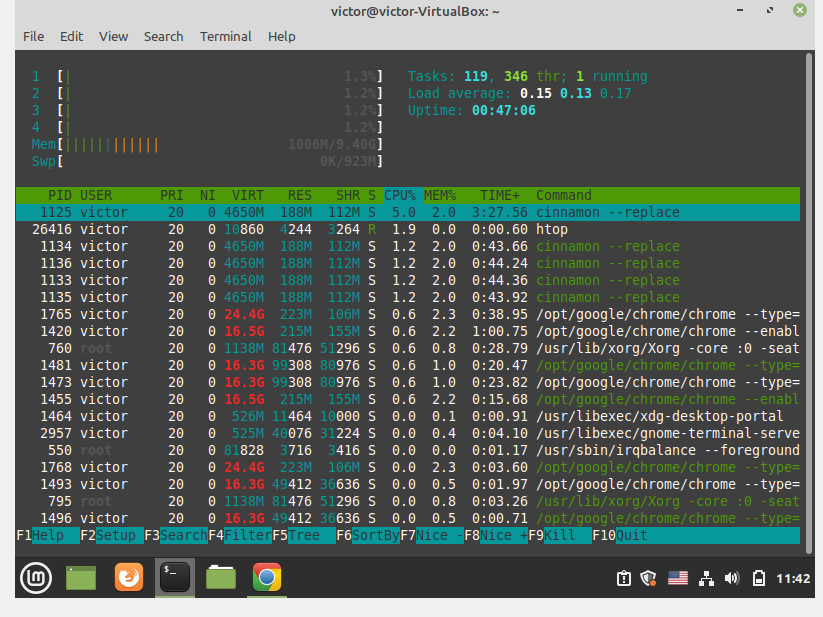 victor@victor-VirtualBox: ~
File Edit View Search Terminal Help
1 [| 1.3%] Tasks: 119, 346 thr; 1 running
2 [| 1.2%] Load average: 0.15 0.13 0.17
3 [| 1.2%] Uptime: 00:47:06
4 [| 1.2%]
Mem[|||||||||||| 1006M/9.40G]
Swp[ 0K/923M]
PID USER PRI NI VIRT RES SHR S CPU% MEM% TIME+ Command
1125 victor 20 0 4650M 188M 112M S 5.0 2.0 3:27.56 cinnamon --replace
26416 victor 20 0 10860 4244 3264 R 1.9 0.0 0:00.60 htop
1134 victor 20 0 4650M 188M 112M S 1.2 2.0 0:43.66 cinnamon --replace
1136 victor 20 0 4650M 188M 112M S 1.2 2.0 0:44.24 cinnamon --replace
1133 victor 20 0 4650M 188M 112M S 1.2 2.0 0:44.36 cinnamon --replace
1135 victor 20 0 4650M 188M 112M S 1.2 2.0 0:43.92 cinnamon --replace
1765 victor 20 0 24.4G 223M 106M S 0.6 2.3 0:38.95 /opt/google/chrome/chrome --type=
1420 victor 20 0 16.5G 215M 155M S 0.6 2.2 1:00.75 /opt/google/chrome/chrome --enabl
760 root 20 0 1138M 81476 51296 S 0.6 0.8 0:28.79 /usr/lib/xorg/Xorg -core :0 -seat
1481 victor 20 0 16.3G 99308 80976 S 0.6 1.0 0:20.47 /opt/google/chrome/chrome --type=
1473 victor 20 0 16.3G 99308 80976 S 0.6 1.0 0:23.82 /opt/google/chrome/chrome --type=
1455 victor 20 0 16.5G 215M 155M S 0.6 2.2 0:15.68 /opt/google/chrome/chrome --enabl
1464 victor 20 0 526M 11464 10000 S 0.0 0.1 0:00.91 /usr/libexec/xdg-desktop-portal
2957 victor 20 0 525M 40076 31224 S 0.0 0.4 0:04.10 /usr/libexec/gnome-terminal-serve
550 root 20 0 81828 3716 3416 S 0.0 0.0 0:01.17 /usr/sbin/irqbalance --foreground
1768 victor 20 0 24.4G 223M 106M S 0.0 2.3 0:03.60 /opt/google/chrome/chrome --type=
1493 victor 20 0 16.3G 49412 36636 S 0.0 0.5 0:01.97 /opt/google/chrome/chrome --type=
795 root 20 0 1138M 81476 51296 S 0.0 0.8 0:03.26 /usr/lib/xorg/Xorg -core :0 -seat
1496 victor 20 0 16.3G 49412 36636 S 0.0 0.5 0:00.71 /opt/google/chrome/chrome --type=
F1Help F2Setup F3SearchF4FilterF5Tree F6SortByF7Nice -F8Nice +F9Kill F10Quit
11:42